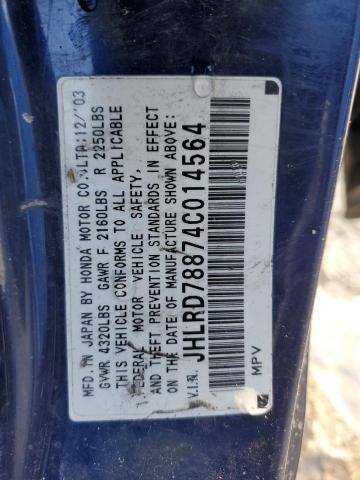 MFD. IN JAPAN BY HONDA MOTOR CO., LTD. 12/'03
GVWR 4320LBS GAWR F 2160LBS R 2250LBS
THIS VEHICLE CONFORMS TO ALL APPLICABLE
FEDERAL MOTOR VEHICLE SAFETY,
AND THEFT PREVENTION STANDARDS IN EFFECT
ON THE DATE OF MANUFACTURE SHOWN ABOVE.
V.I.N. JHLRD78874C014564
MPV